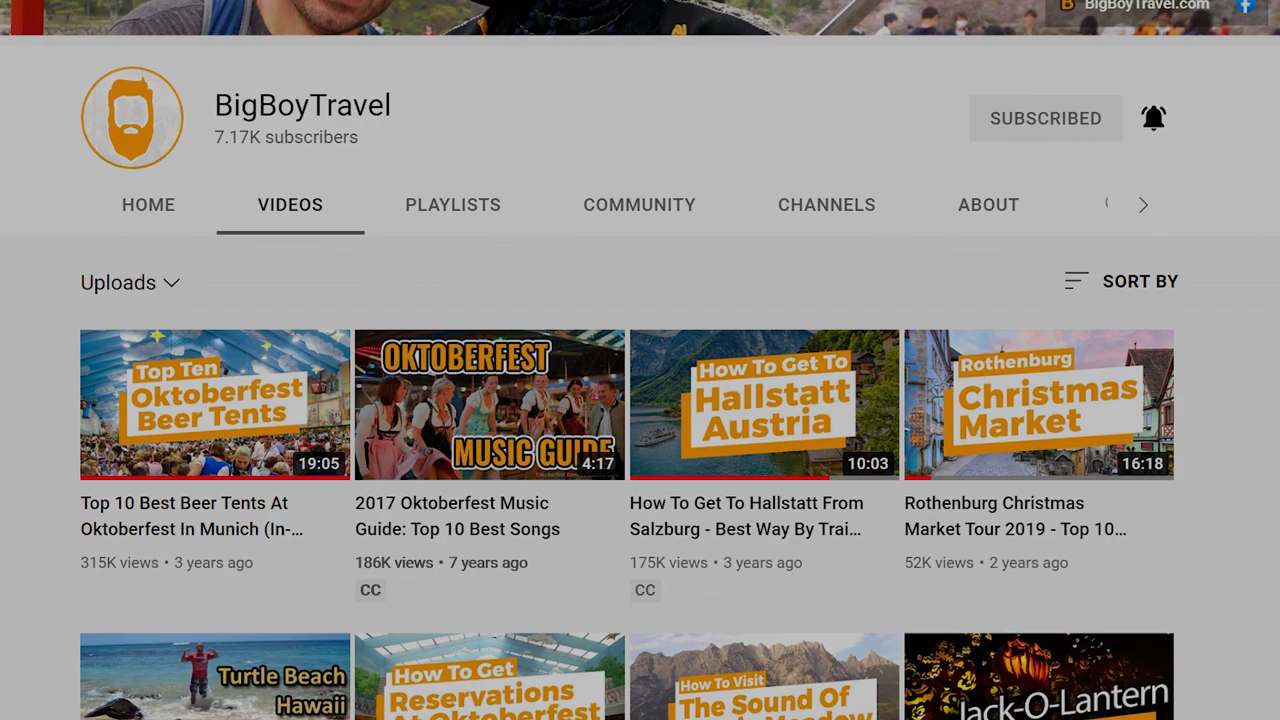 BigBoyTravel.com
BigBoyTravel
7.17K subscribers
SUBSCRIBED
HOME
VIDEOS
PLAYLISTS
COMMUNITY
CHANNELS
ABOUT
Uploads
SORT BY
Top Ten
Oktoberfest
Beer Tents
19:05
OKTOBERFEST
MUSIC GUIDE
4:17
How To Get To
Hallstatt
Austria
10:03
Rothenburg
Christmas
Market
16:18
Top 10 Best Beer Tents At
Oktoberfest In Munich (In-...
315K views • 3 years ago
2017 Oktoberfest Music
Guide: Top 10 Best Songs
186K views • 7 years ago
CC
How To Get To Hallstatt From
Salzburg - Best Way By Trai...
175K views • 3 years ago
CC
Rothenburg Christmas
Market Tour 2019 - Top 10...
52K views • 2 years ago
Turtle Beach
Hawaii
How To Get
Reservations
At Oktoberfest
How To Visit
The Sound Of
Meadow
Jack-O-Lantern